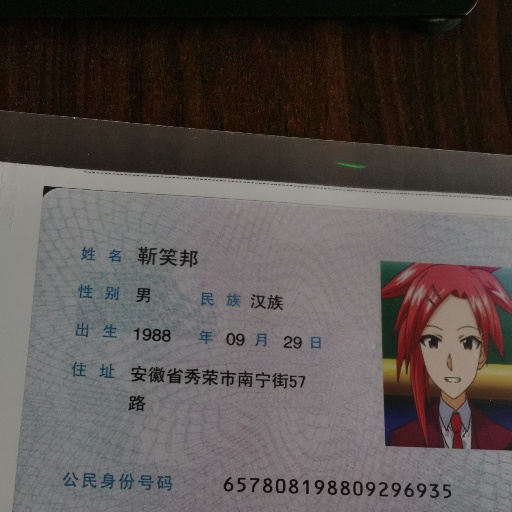 姓名 靳笑邦
性别 男 民族 汉族
出生 1988 年 09 月 29 日
住址 安徽省秀荣市南宁街57
路
公民身份号码 657808198809296935